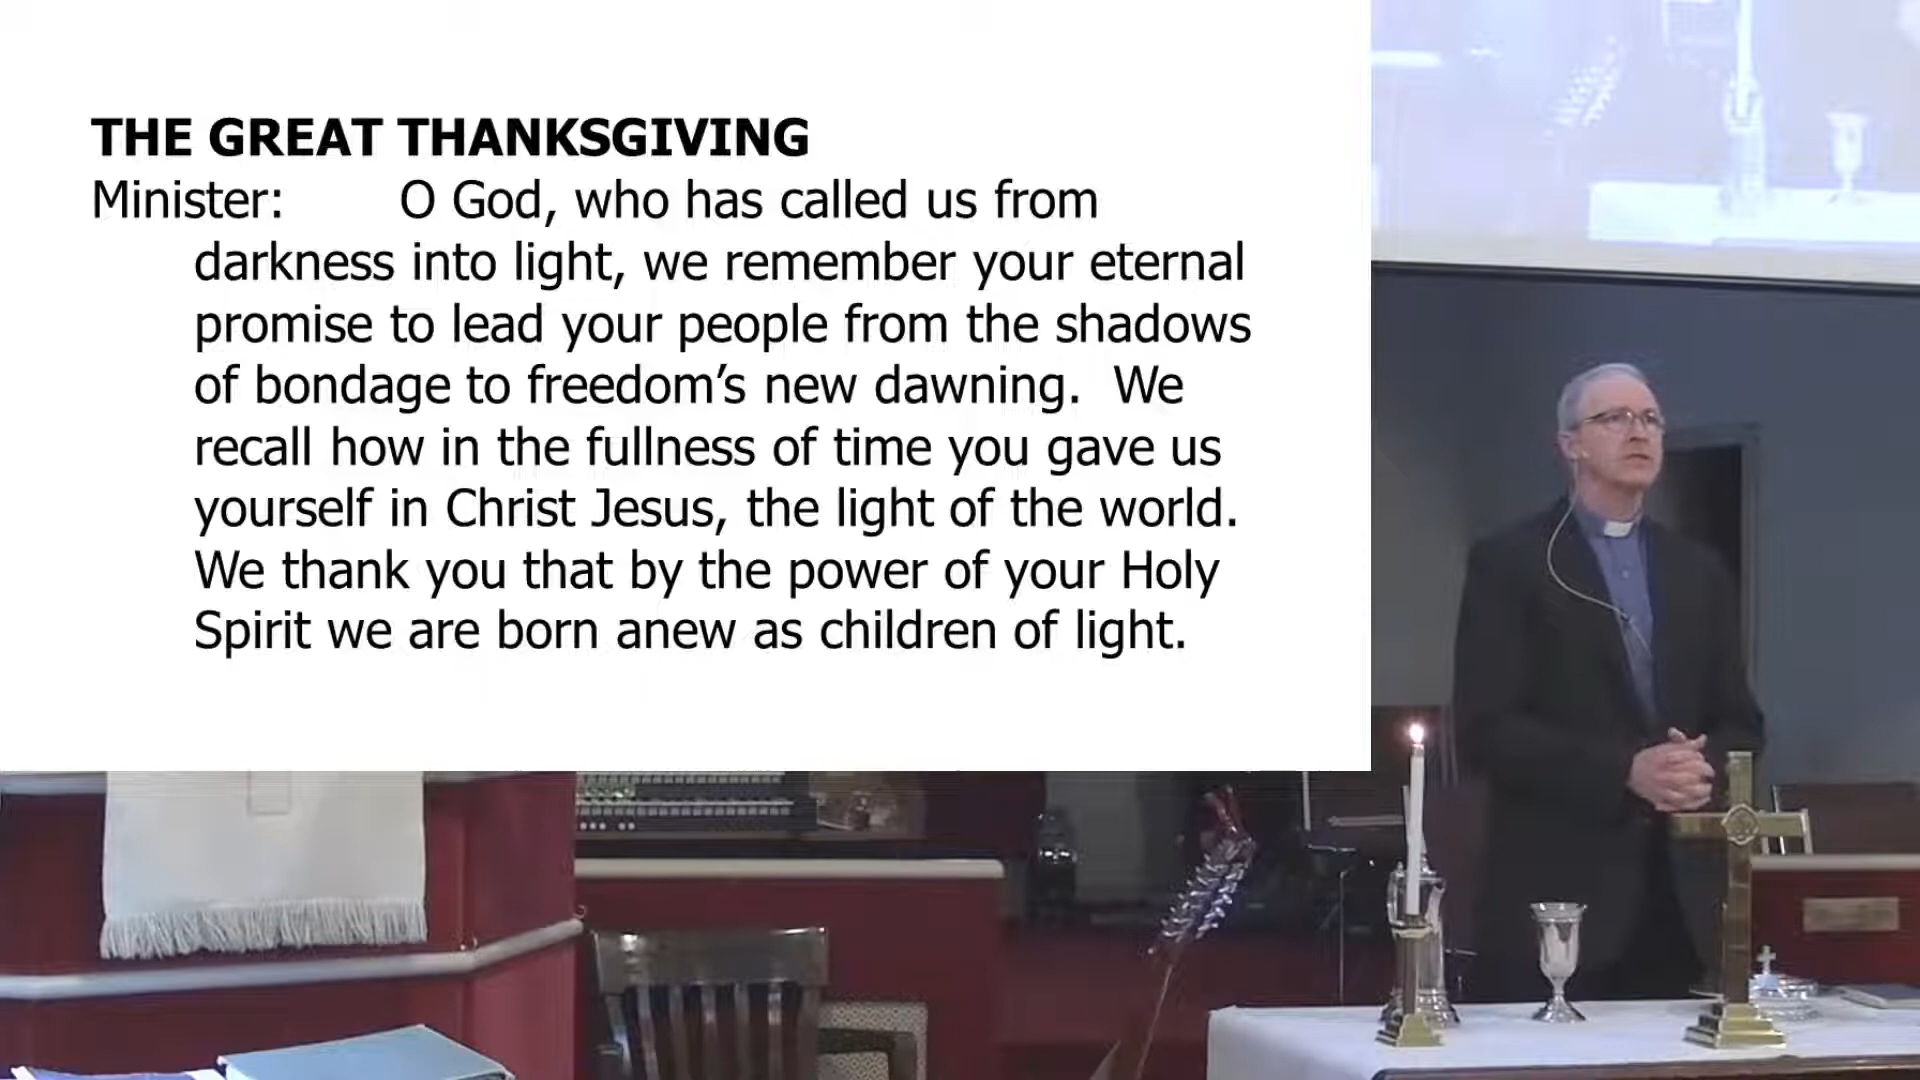 THE GREAT THANKSGIVING
Minister: O God, who has called us from
darkness into light, we remember your eternal
promise to lead your people from the shadows
of bondage to freedom’s new dawning. We
recall how in the fullness of time you gave us
yourself in Christ Jesus, the light of the world.
We thank you that by the power of your Holy
Spirit we are born anew as children of light.